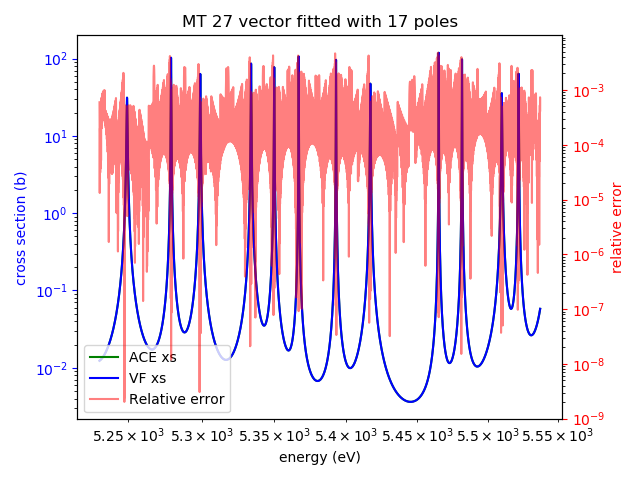 MT 27 vector fitted with 17 poles
cross section (b)
10²
10¹
10⁰
10⁻¹
10⁻²
10⁻³
10⁻⁴
10⁻⁵
10⁻⁶
10⁻⁷
10⁻⁸
10⁻⁹
relative error
ACE xs
VF xs
Relative error
5.25 × 10³ 5.3 × 10³ 5.35 × 10³ 5.4 × 10³ 5.45 × 10³ 5.5 × 10³ 5.55 × 10³
energy (eV)